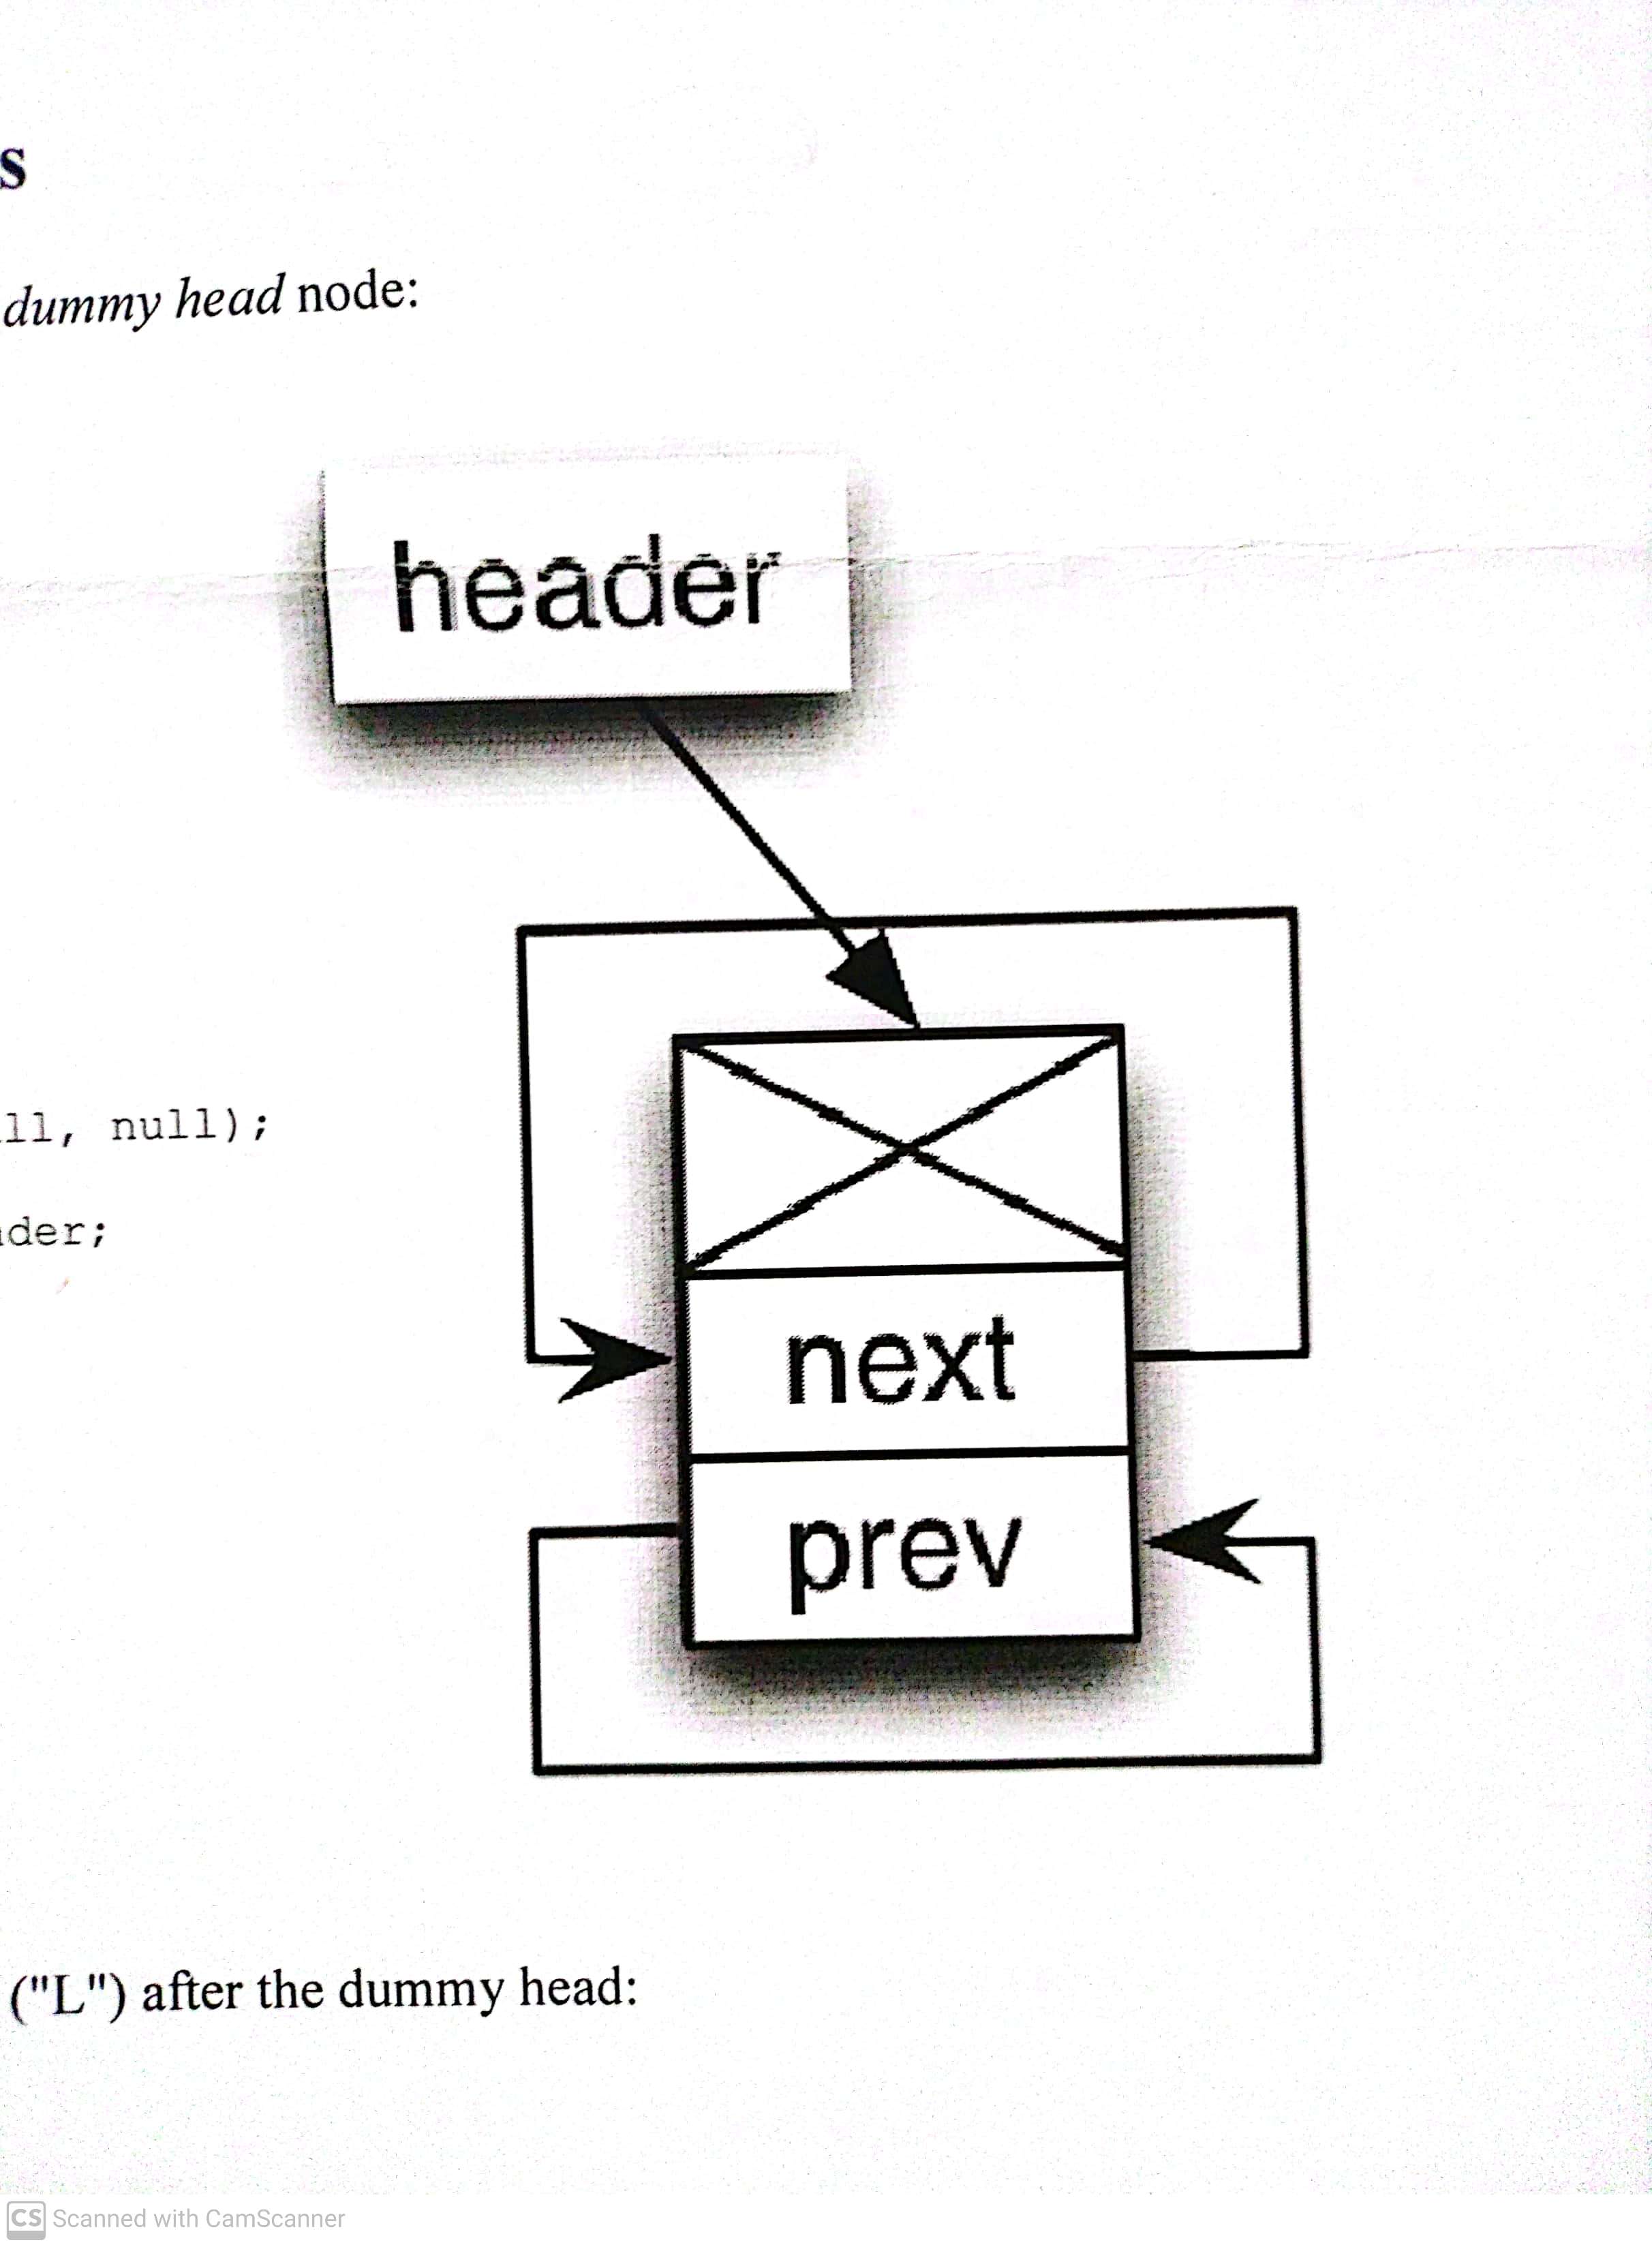 s
dummy head node:
header
ll, null);
der;
next
prev
("L") after the dummy head:
CS Scanned with CamScanner